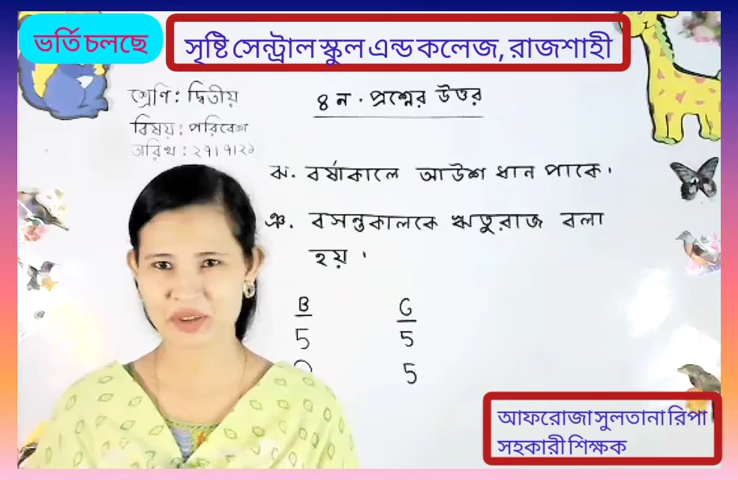 ভর্তি চলছে
সৃষ্টি সেন্ট্রাল স্কুল এন্ড কলেজ, রাজশাহী
শ্রেণি: দ্বিতীয়
বিষয়: পরিবেশ
তারিখ: ২৭।৭।২১
৪ ন. প্রশ্নের উত্তর
ঝ. বর্ষাকালে আউশ ধান পাকে।
ঞ. বসন্তকালকে ঋতুরাজ বলা
হয়।
B G
5 5
5
আফরোজা সুলতানা রিপা
সহকারী শিক্ষক